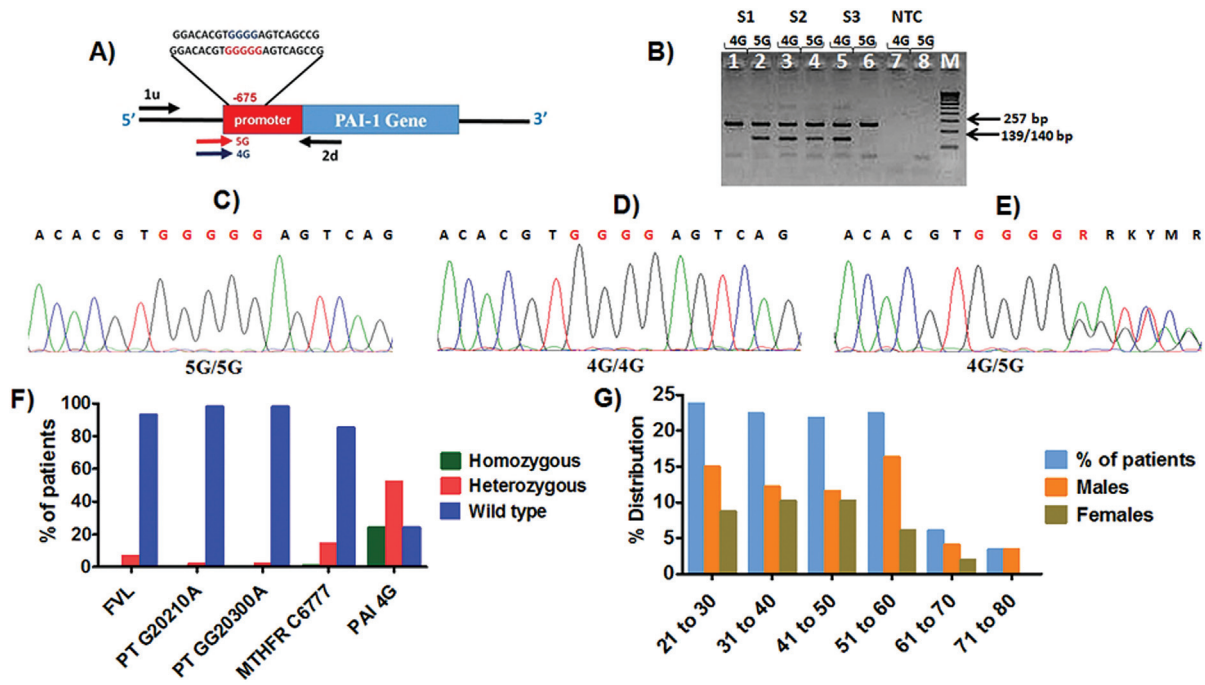 A)
GGACACGTGGGGAGTCAGCCG
GGACACGTGGGGGAGTCAGCCG
1u
-675
5’
promoter
PAI-1 Gene
3’
5G
4G
2d
B)
S1 S2 S3 NTC
4G 5G 4G 5G 4G 5G 4G 5G
1 2 3 4 5 6 7 8 M
257 bp
139/140 bp
C)
A C A C G T G G G G G A G T C A G
5G/5G
D)
A C A C G T G G G G A G T C A G
4G/4G
E)
A C A C G T G G G G R R K Y M R
4G/5G
F)
% of patients
100
80
60
40
20
0
FVL
PT G20210A
PT GG20300A
MTHFR C6777
PAI 4G
Homozygous
Heterozygous
Wild type
G)
% Distribution
25
20
15
10
5
0
21 to 30
31 to 40
41 to 50
51 to 60
61 to 70
71 to 80
% of patients
Males
Females